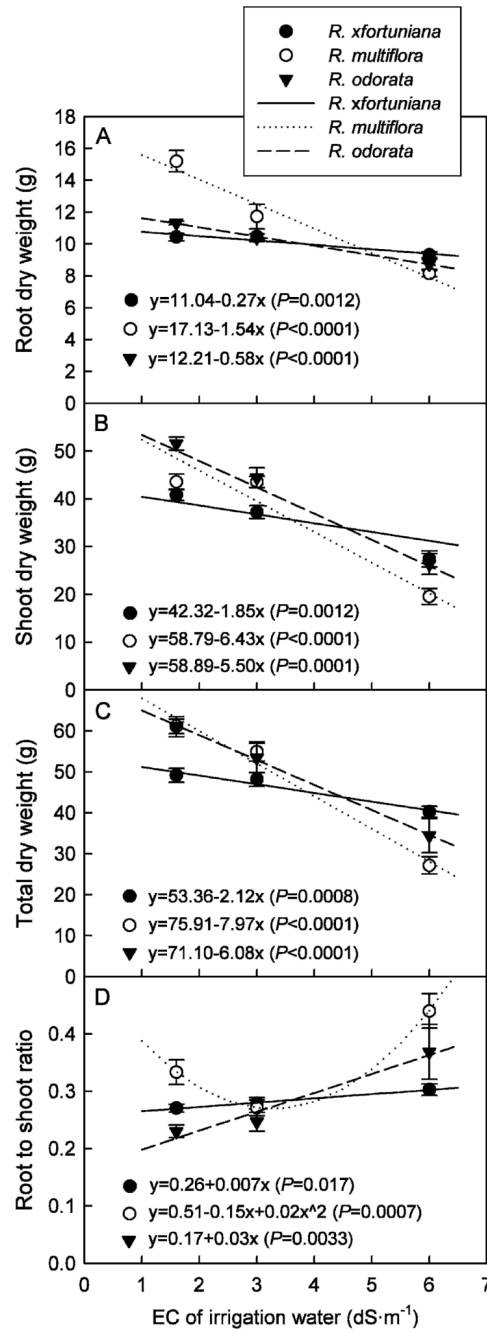 R. xfortuniana
R. multiflora
R. odorata
R. xfortuniana
R. multiflora
R. odorata
A
Root dry weight (g)
18
16
14
12
10
8
6
4
2
0
y=11.04-0.27x (P=0.0012)
y=17.13-1.54x (P<0.0001)
y=12.21-0.58x (P<0.0001)
B
Shoot dry weight (g)
50
40
30
20
10
0
y=42.32-1.85x (P=0.0012)
y=58.79-6.43x (P<0.0001)
y=58.89-5.50x (P=0.0001)
C
Total dry weight (g)
60
50
40
30
20
10
0
y=53.36-2.12x (P=0.0008)
y=75.91-7.97x (P<0.0001)
y=71.10-6.08x (P<0.0001)
D
Root to shoot ratio
0.4
0.3
0.2
0.1
0.0
y=0.26+0.007x (P=0.017)
y=0.51-0.15x+0.02x^2 (P=0.0007)
y=0.17+0.03x (P=0.0033)
0 1 2 3 4 5 6 7
EC of irrigation water (dS·m⁻¹)